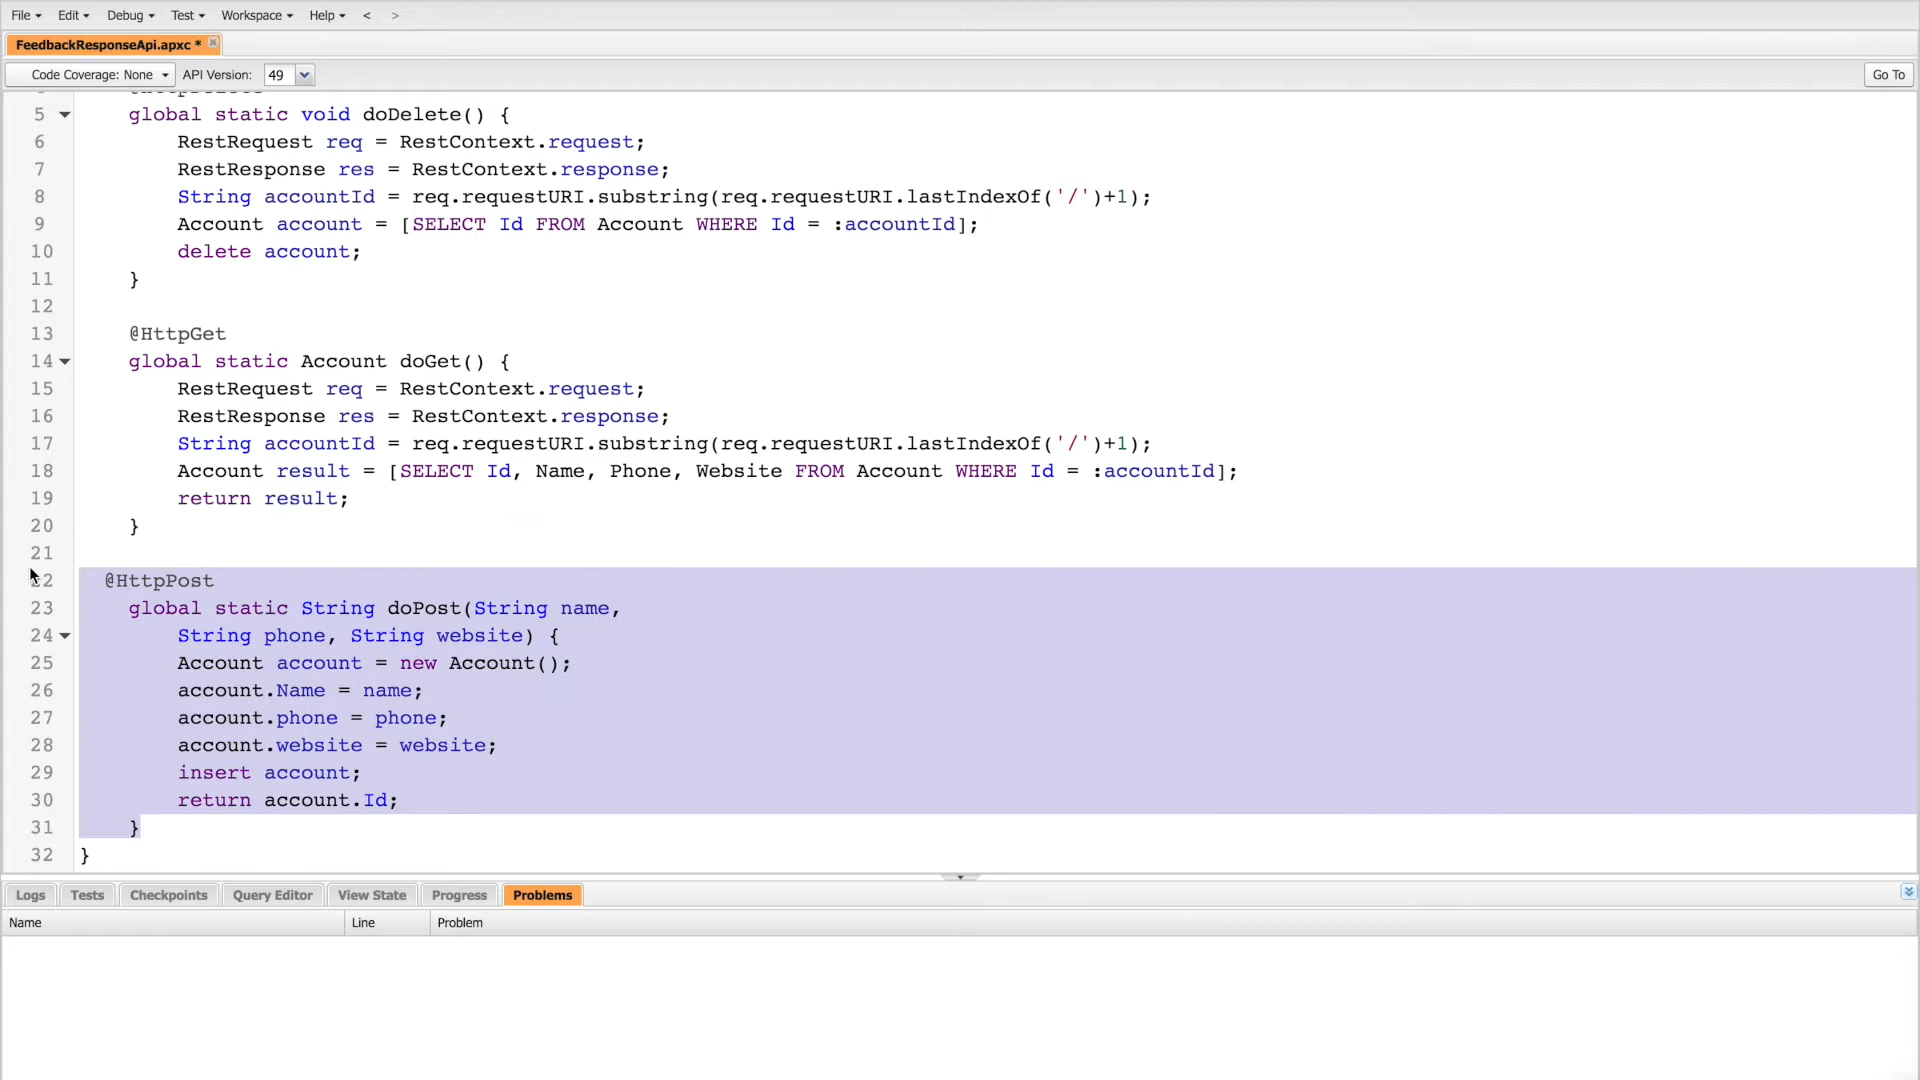 File Edit Debug Test Workspace Help < >
FeedbackResponseApi.apxc *
Code Coverage: None API Version: 49 Go To
5 global static void doDelete() {
6 RestRequest req = RestContext.request;
7 RestResponse res = RestContext.response;
8 String accountId = req.requestURI.substring(req.requestURI.lastIndexOf('/')+1);
9 Account account = [SELECT Id FROM Account WHERE Id = :accountId];
10 delete account;
11 }
12
13 @HttpGet
14 global static Account doGet() {
15 RestRequest req = RestContext.request;
16 RestResponse res = RestContext.response;
17 String accountId = req.requestURI.substring(req.requestURI.lastIndexOf('/')+1);
18 Account result = [SELECT Id, Name, Phone, Website FROM Account WHERE Id = :accountId];
19 return result;
20 }
21
22 @HttpPost
23 global static String doPost(String name,
24 String phone, String website) {
25 Account account = new Account();
26 account.Name = name;
27 account.phone = phone;
28 account.website = website;
29 insert account;
30 return account.Id;
31 }
32 }
Logs Tests Checkpoints Query Editor View State Progress Problems
Name Line Problem